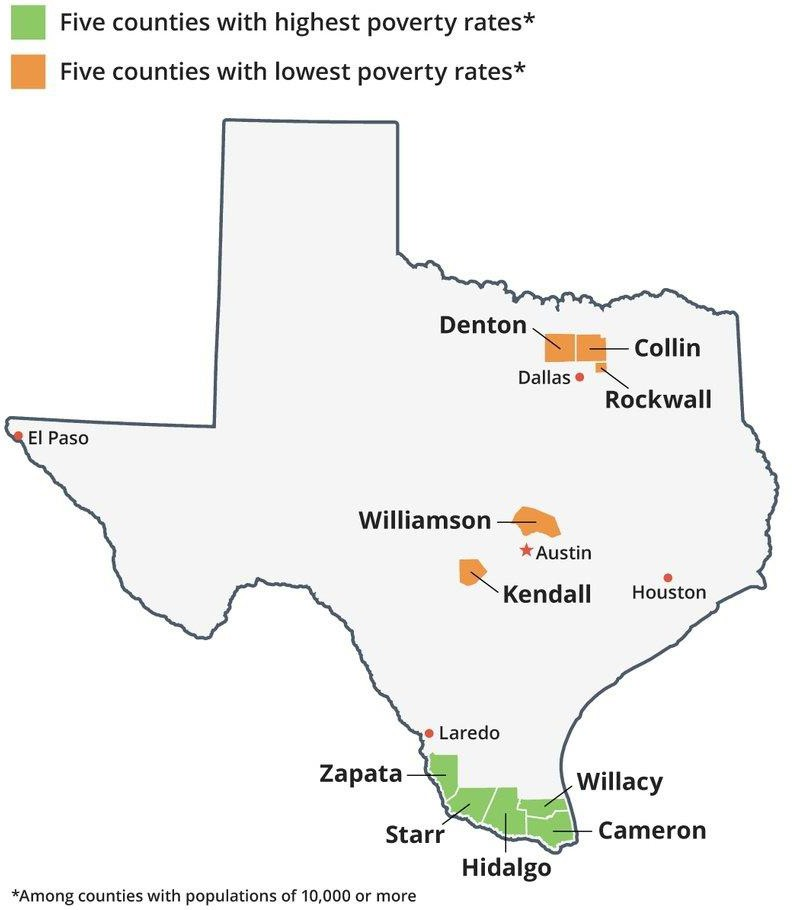 Five counties with highest poverty rates*
Five counties with lowest poverty rates*
Denton
Collin
Dallas
Rockwall
El Paso
Williamson
Austin
Kendall
Houston
Laredo
Zapata
Willacy
Starr
Cameron
Hidalgo
*Among counties with populations of 10,000 or more